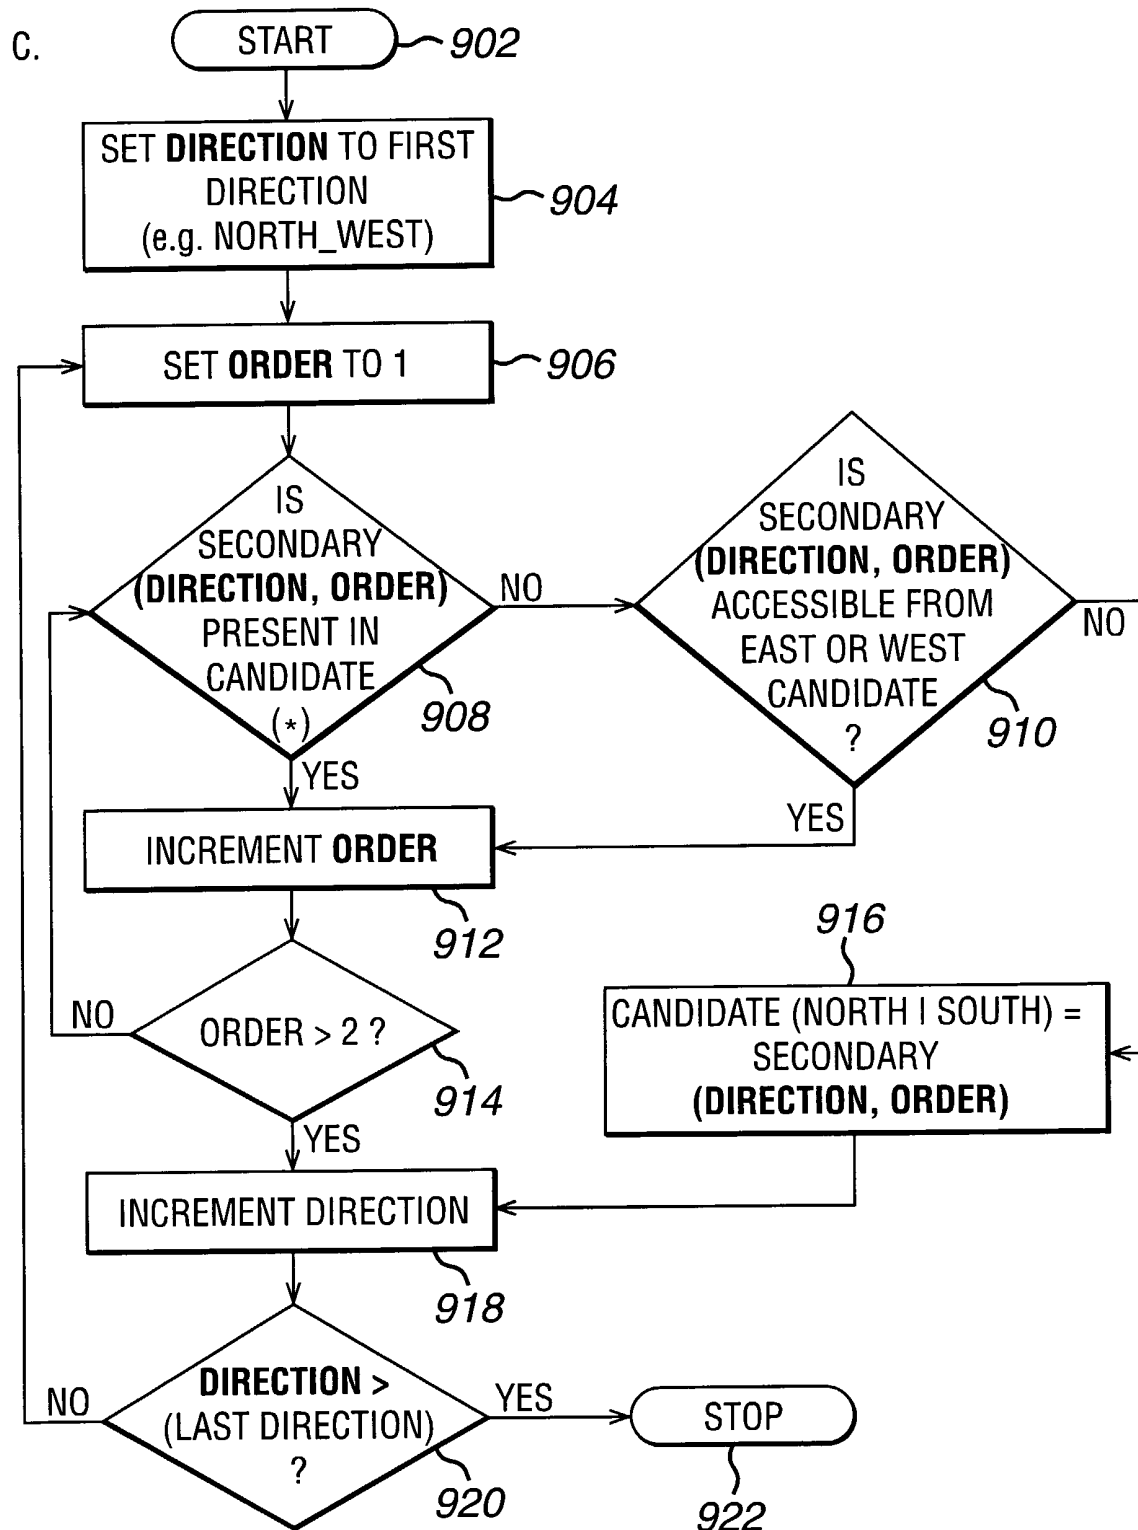 C.
START
902
SET DIRECTION TO FIRST
DIRECTION
(e.g. NORTH_WEST)
904
SET ORDER TO 1
906
IS
SECONDARY
(DIRECTION, ORDER)
PRESENT IN
CANDIDATE
(*)
908
NO
YES
IS
SECONDARY
(DIRECTION, ORDER)
ACCESSIBLE FROM
EAST OR WEST
CANDIDATE
?
910
NO
YES
INCREMENT ORDER
912
ORDER > 2 ?
914
NO
YES
916
CANDIDATE (NORTH I SOUTH) =
SECONDARY
(DIRECTION, ORDER)
INCREMENT DIRECTION
918
DIRECTION >
(LAST DIRECTION)
?
920
NO
YES
STOP
922